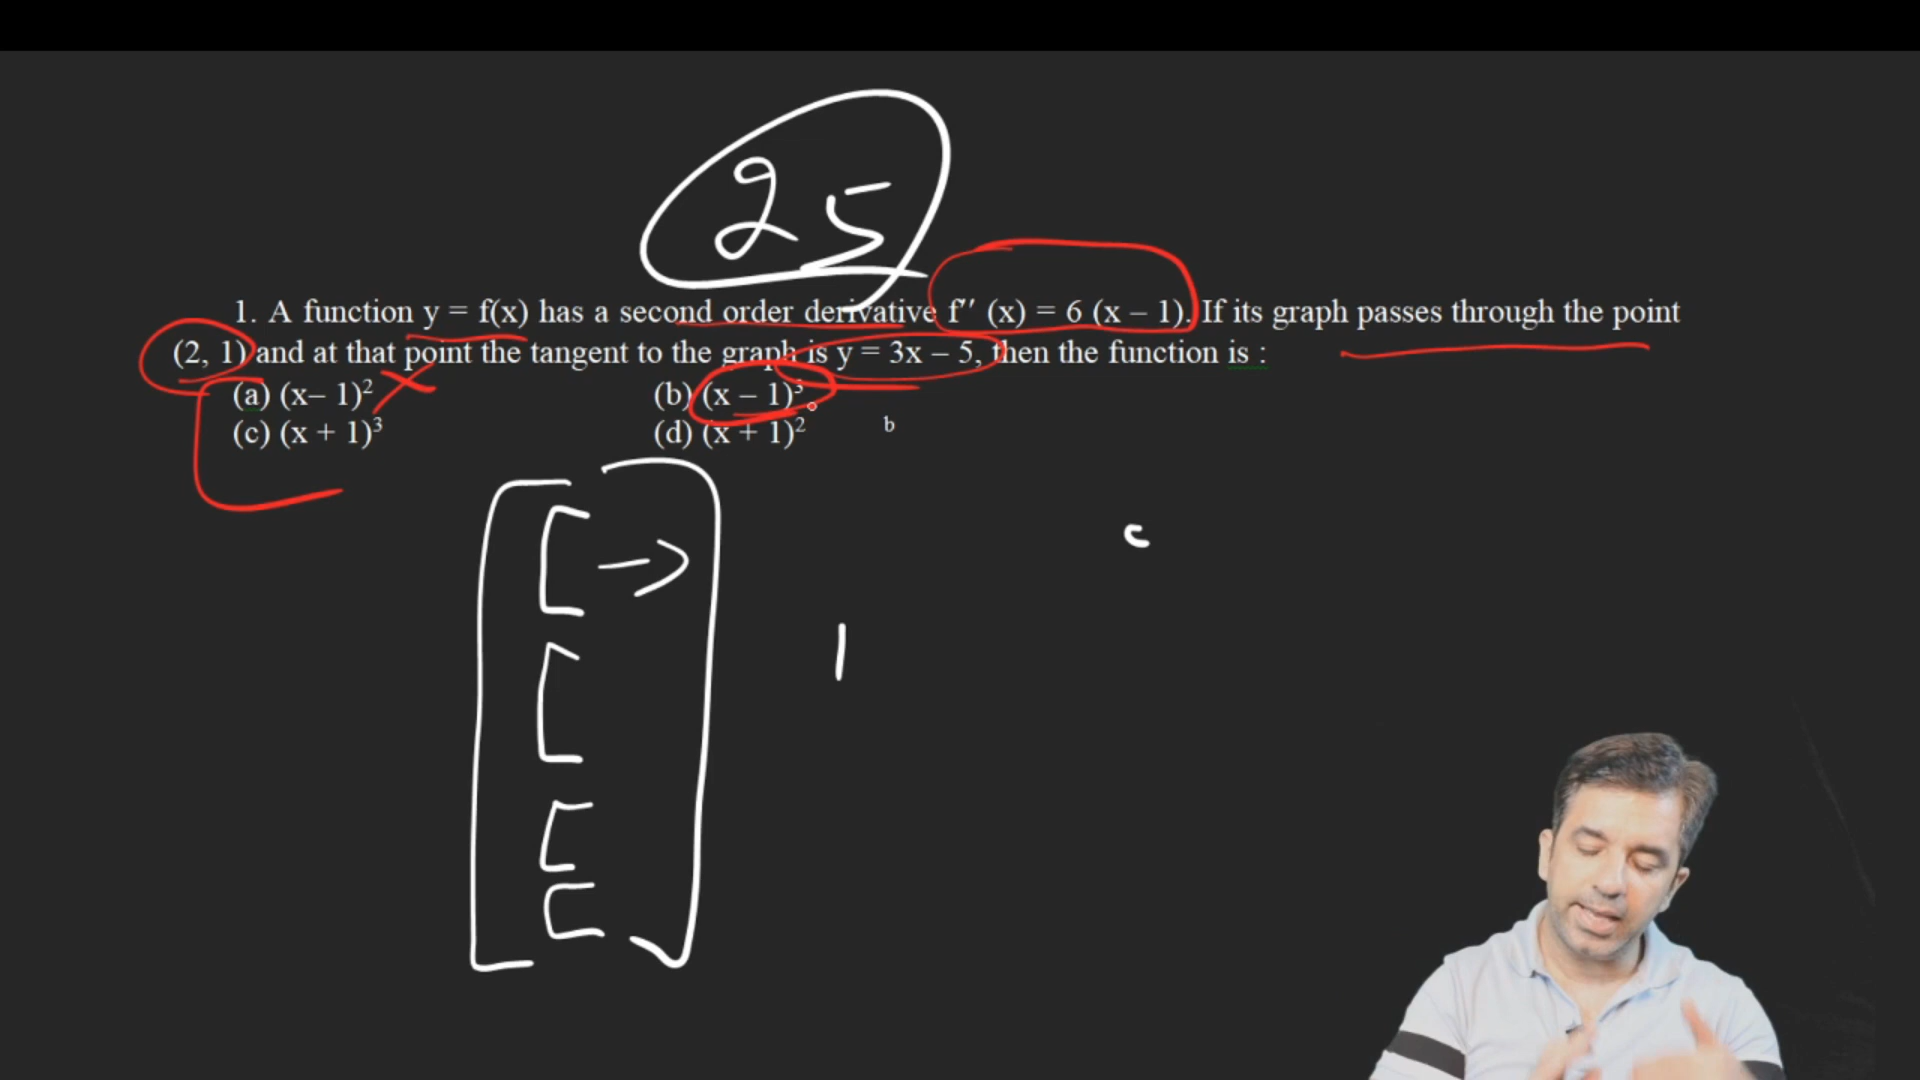 25
1. A function y = f(x) has a second order derivative f″ (x) = 6 (x – 1). If its graph passes through the point
(2, 1) and at that point the tangent to the graph is y = 3x – 5, then the function is :
(a) (x– 1)² (b) (x – 1)³
(c) (x + 1)³ (d) (x + 1)² b